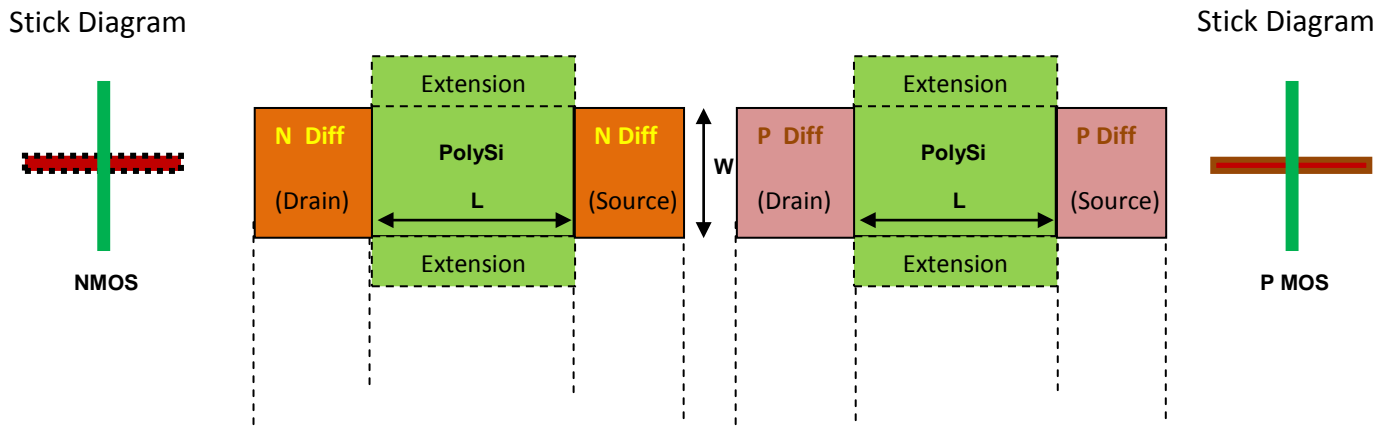 Stick Diagram
Stick Diagram
Extension
Extension
N Diff
PolySi
N Diff
W
P Diff
PolySi
P Diff
(Drain)
L
(Source)
(Drain)
L
(Source)
Extension
Extension
NMOS
P MOS